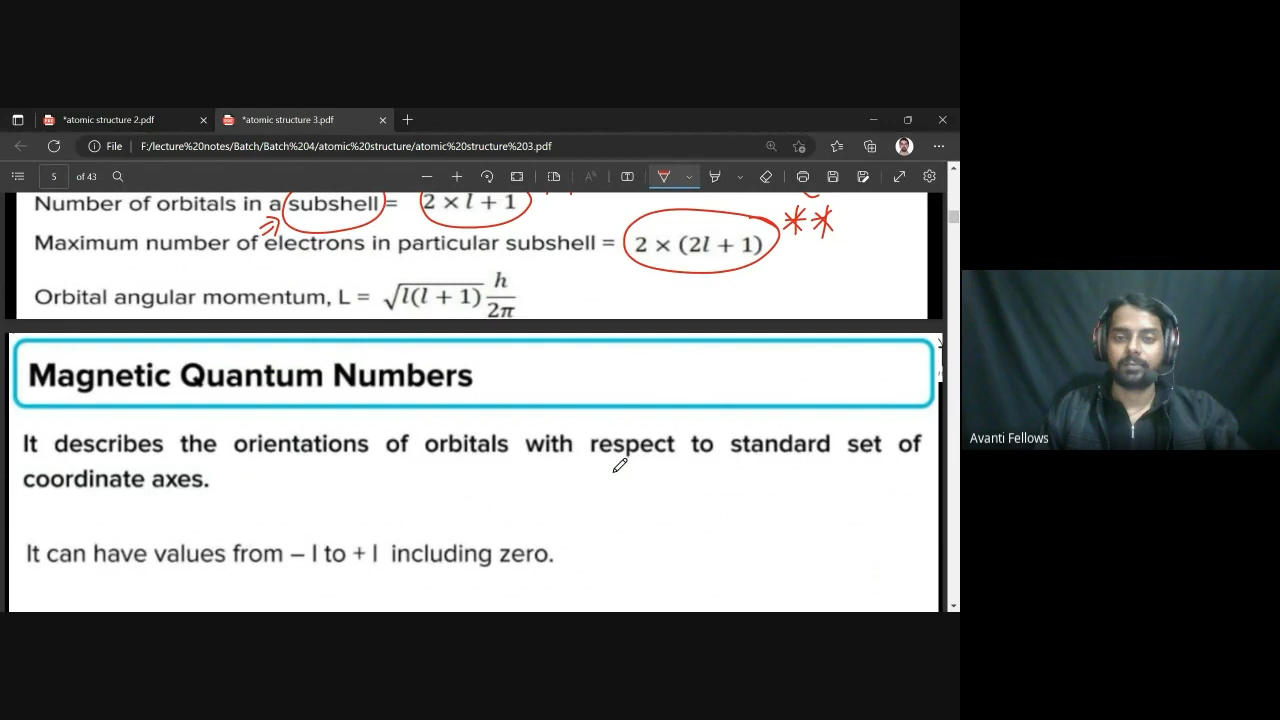 *atomic structure 2.pdf
*atomic structure 3.pdf
File
F:/lecture%20notes/Batch/Batch%204/atomic%20structure/atomic%20structure%203.pdf
5 of 43
Number of orbitals in a subshell = 2 × l + 1
Maximum number of electrons in particular subshell = 2 × (2l + 1) **
Orbital angular momentum, L = √l(l + 1) h/2π
Magnetic Quantum Numbers
It describes the orientations of orbitals with respect to standard set of
coordinate axes.
It can have values from – l to + l including zero.
Avanti Fellows